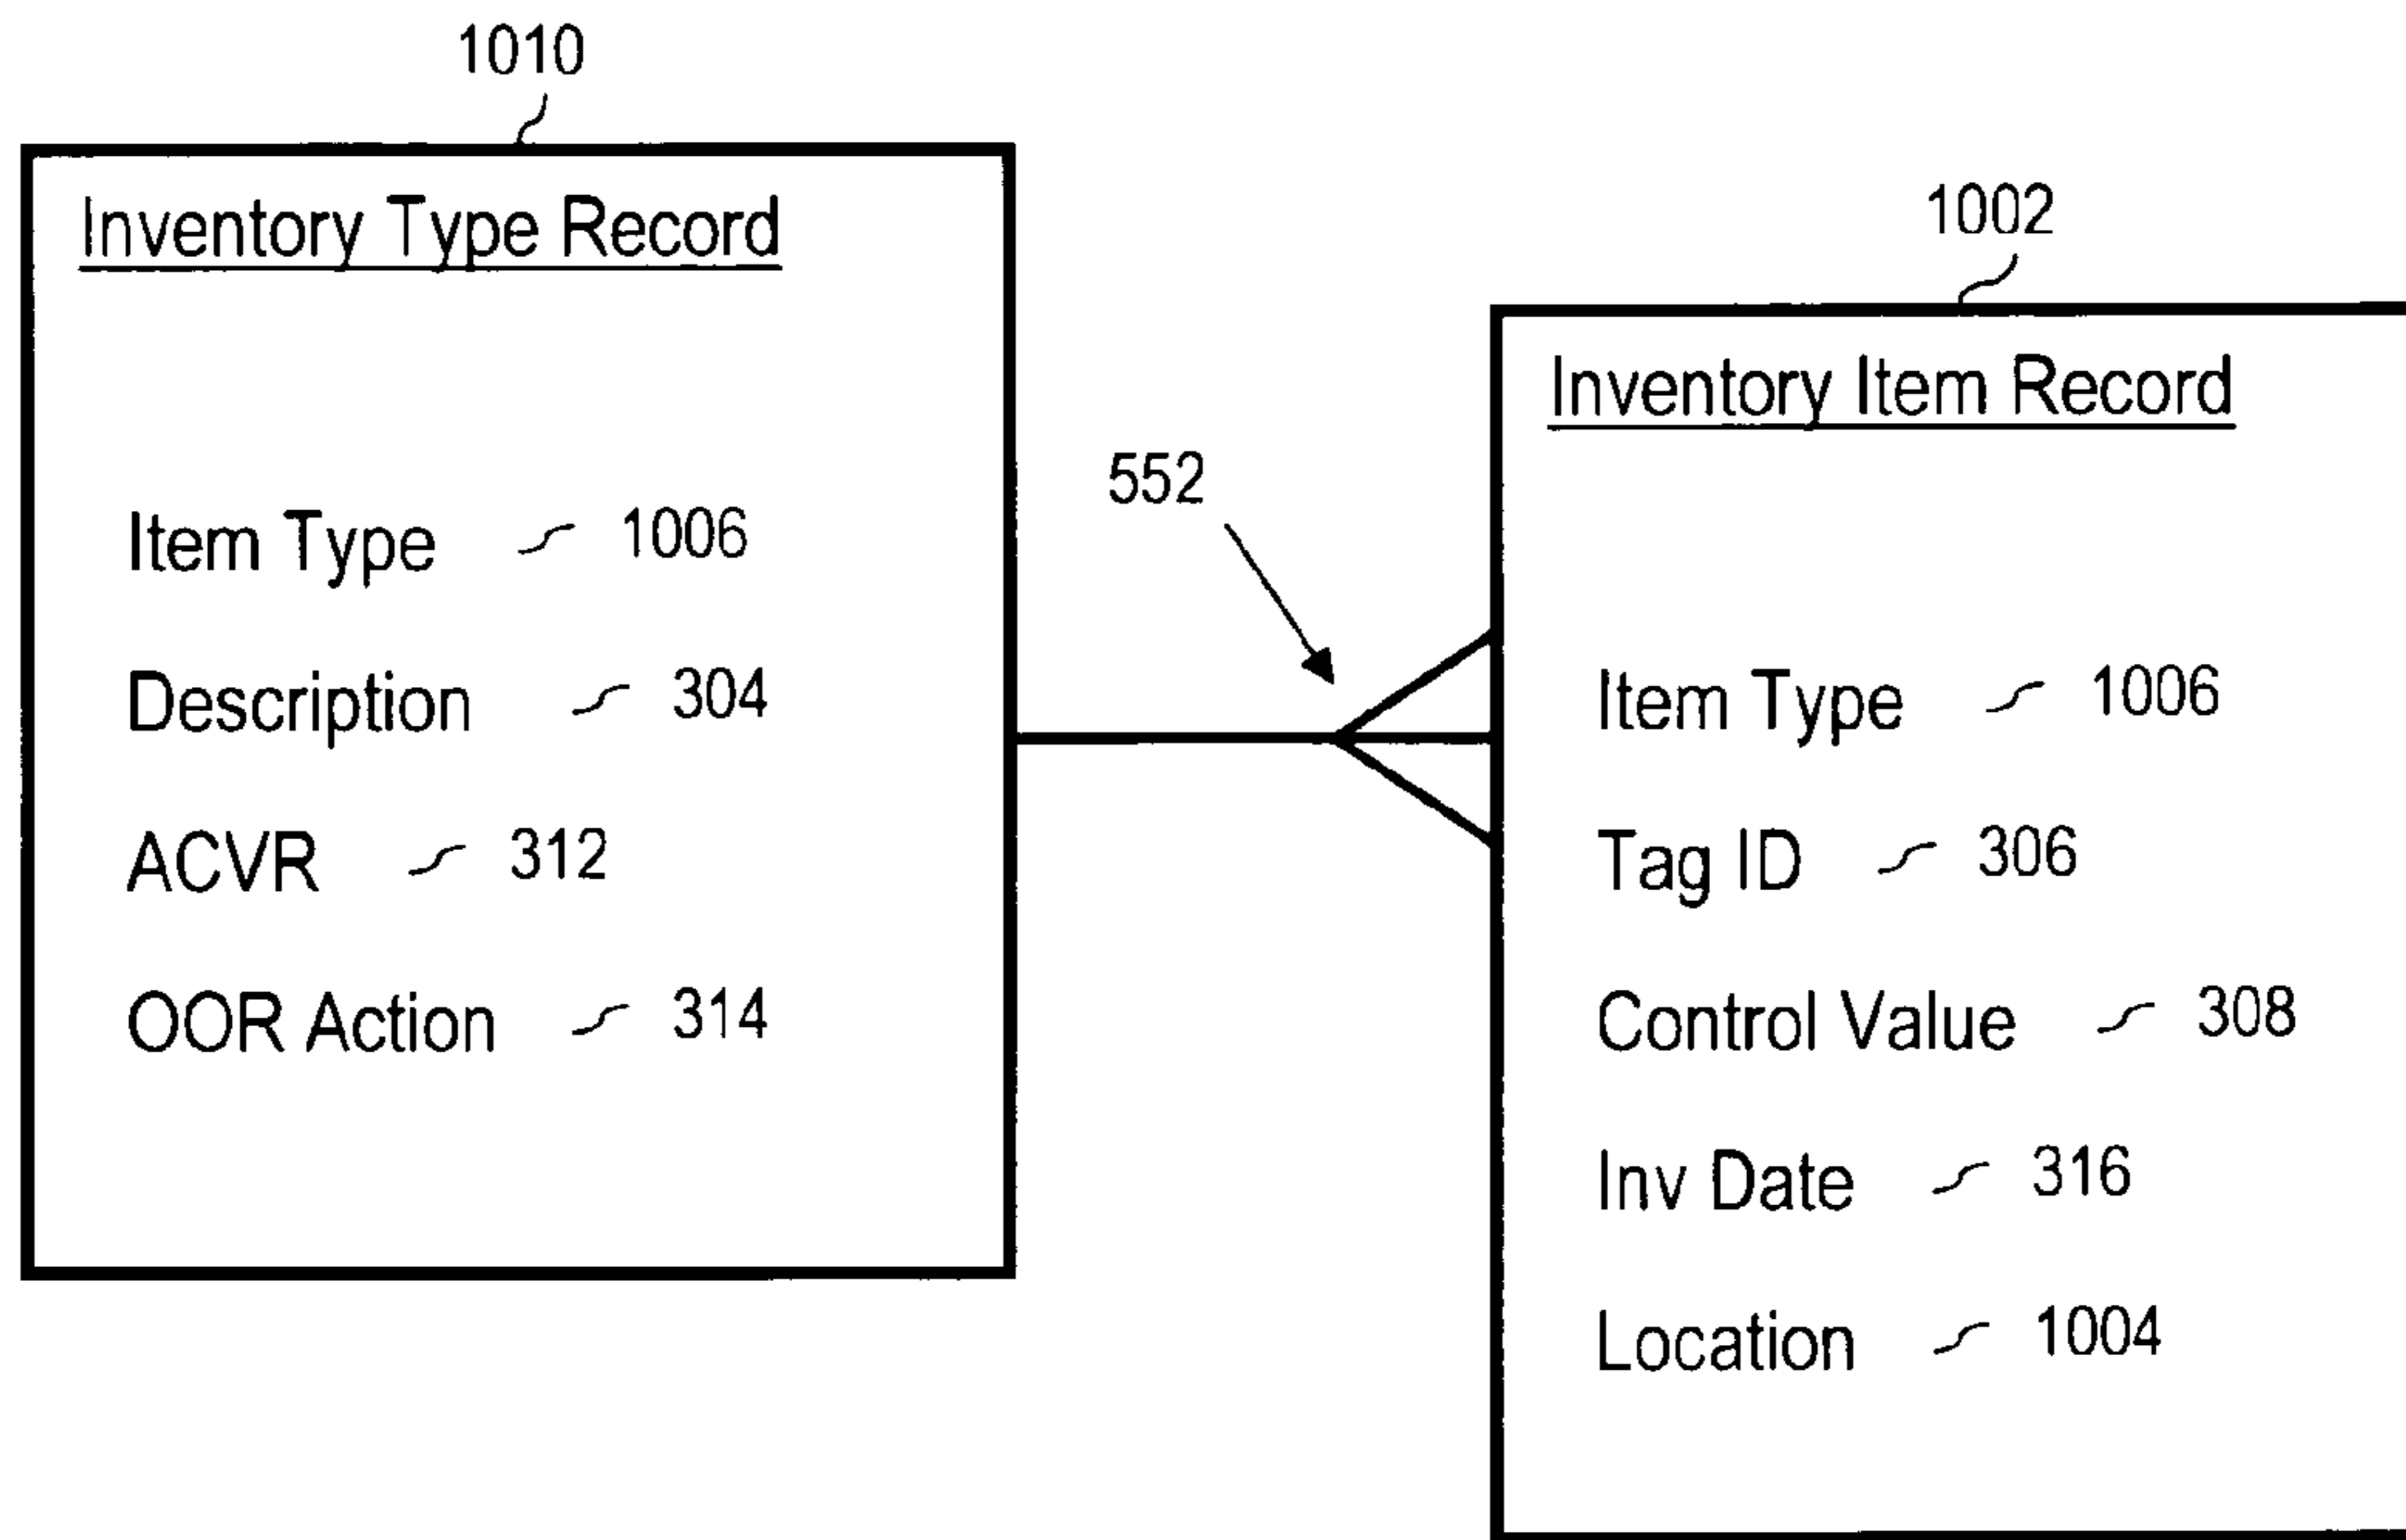 1010
Inventory Type Record
Item Type 1006
Description 304
ACVR 312
OOR Action 314
552
1002
Inventory Item Record
Item Type 1006
Tag ID 306
Control Value 308
Inv Date 316
Location 1004